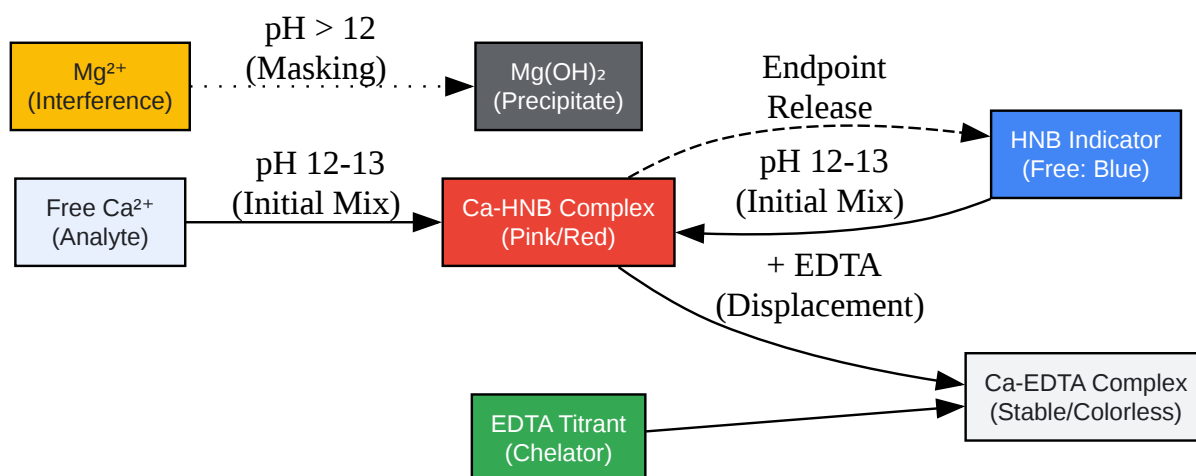 pH > 12
(Masking)
Mg²⁺
(Interference)
Mg(OH)₂
(Precipitate)
Endpoint
Release
HNB Indicator
(Free: Blue)
pH 12-13
(Initial Mix)
pH 12-13
(Initial Mix)
Free Ca²⁺
(Analyte)
Ca-HNB Complex
(Pink/Red)
+ EDTA
(Displacement)
Ca-EDTA Complex
(Stable/Colorless)
EDTA Titrant
(Chelator)